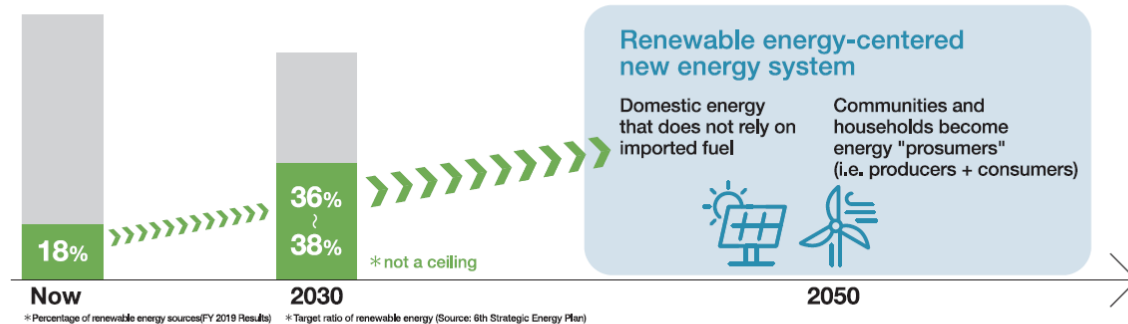 Renewable energy-centered
new energy system
Domestic energy
that does not rely on
imported fuel
Communities and
households become
energy "prosumers"
(i.e. producers + consumers)
18%
36%
~
38%
*not a ceiling
Now
2030
2050
*Percentage of renewable energy sources(FY 2019 Results)
*Target ratio of renewable energy (Source: 6th Strategic Energy Plan)